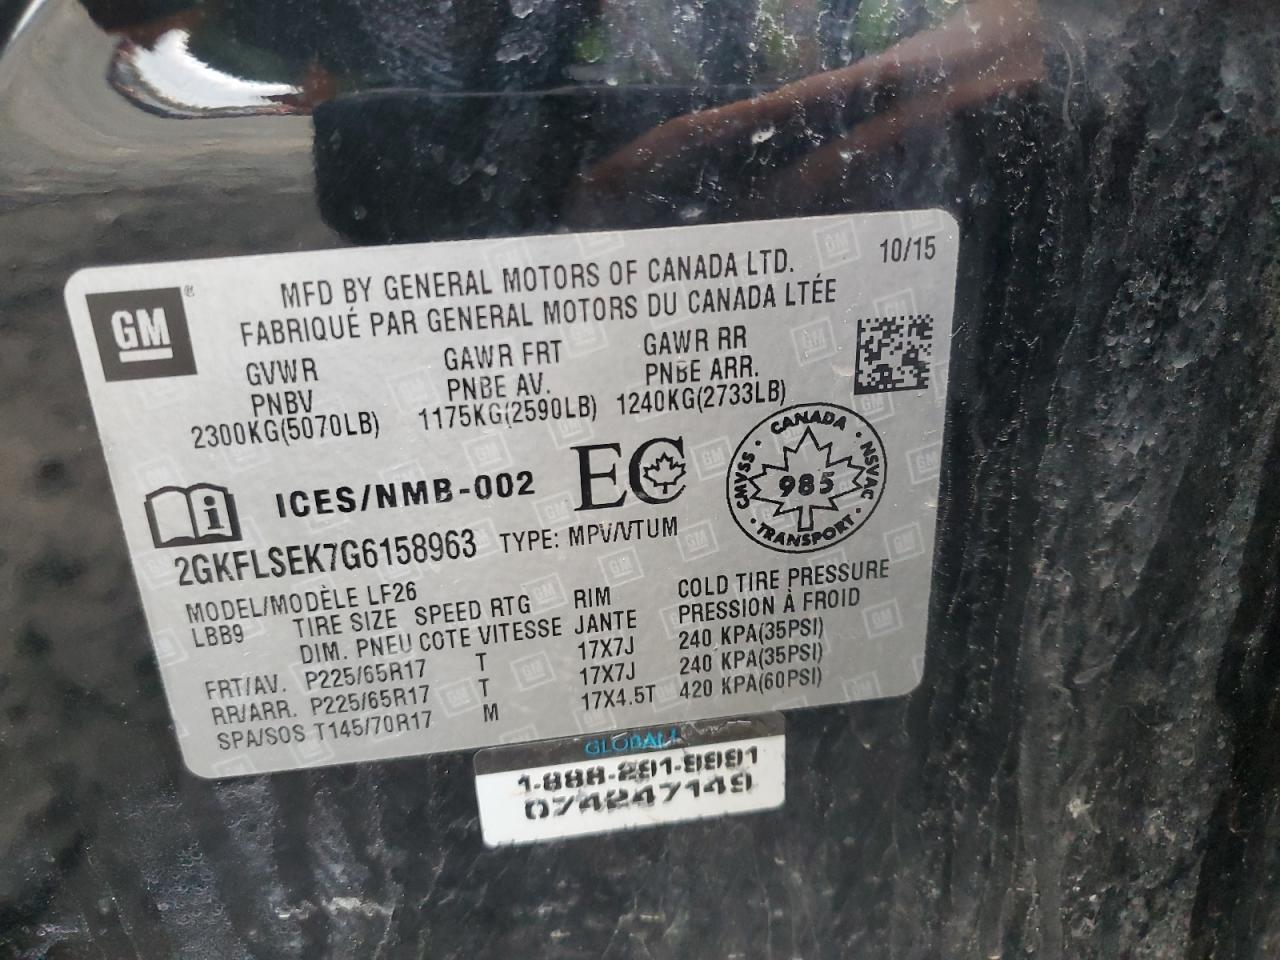 GM ®
MFD BY GENERAL MOTORS OF CANADA LTD. 10/15
FABRIQUÉ PAR GENERAL MOTORS DU CANADA LTÉE
GVWR GAWR FRT GAWR RR
PNBV PNBE AV. PNBE ARR.
2300KG(5070LB) 1175KG(2590LB) 1240KG(2733LB)
i ICES/NMB-002 EC
CANADA
CMVSS 985 NSVAC
TRANSPORT
2GKFLSEK7G6158963 TYPE: MPV/VTUM
MODEL/MODÈLE LF26
LBB9 TIRE SIZE SPEED RTG RIM COLD TIRE PRESSURE
DIM. PNEU COTE VITESSE JANTE PRESSION À FROID
FRT/AV. P225/65R17 T 17X7J 240 KPA(35PSI)
RR/ARR. P225/65R17 T 17X7J 240 KPA(35PSI)
SPA/SOS T145/70R17 M 17X4.5T 420 KPA(60PSI)
GLOBALI
1-888-291-9991
074247149